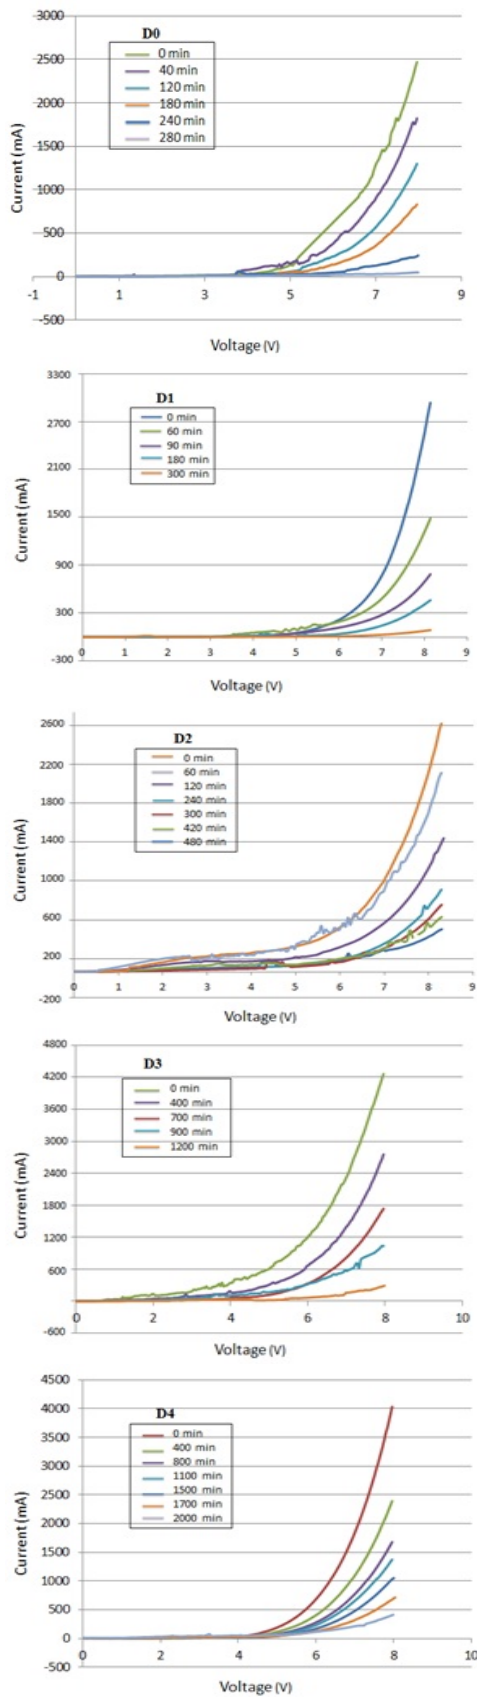 D0
0 min
40 min
120 min
180 min
240 min
280 min
3000
2500
2000
1500
1000
500
0
-500
-1 1 3 5 7 9
Current (mA)
Voltage (V)
D1
0 min
60 min
90 min
180 min
300 min
3300
2700
2100
1500
900
300
-300
0 1 2 3 4 5 6 7 8 9
Current (mA)
Voltage (V)
D2
0 min
60 min
120 min
240 min
300 min
420 min
480 min
2600
2200
1800
1400
1000
600
200
-200
0 1 2 3 4 5 6 7 8 9
Current (mA)
Voltage (V)
D3
0 min
400 min
700 min
900 min
1200 min
4800
4200
3600
3000
2400
1800
1200
600
0
-600
0 2 4 6 8 10
Current (mA)
Voltage (V)
D4
0 min
400 min
800 min
1100 min
1500 min
1700 min
2000 min
4500
4000
3500
3000
2500
2000
1500
1000
500
0
-500
0 2 4 6 8 10
Current (mA)
Voltage (V)